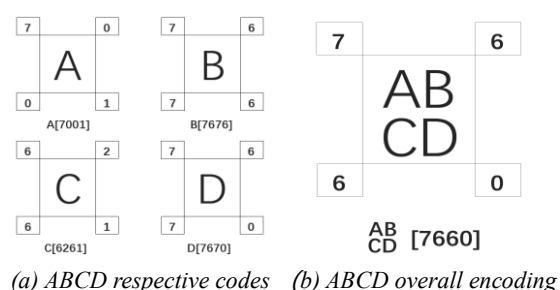 7 0 7 6
A B
0 1 7 6
A[7001] B[7676]
6 2 7 6
C D
6 1 7 0
C[6261] D[7670]
(a) ABCD respective codes
7 6
AB
CD
6 0
AB
CD [7660]
(b) ABCD overall encoding